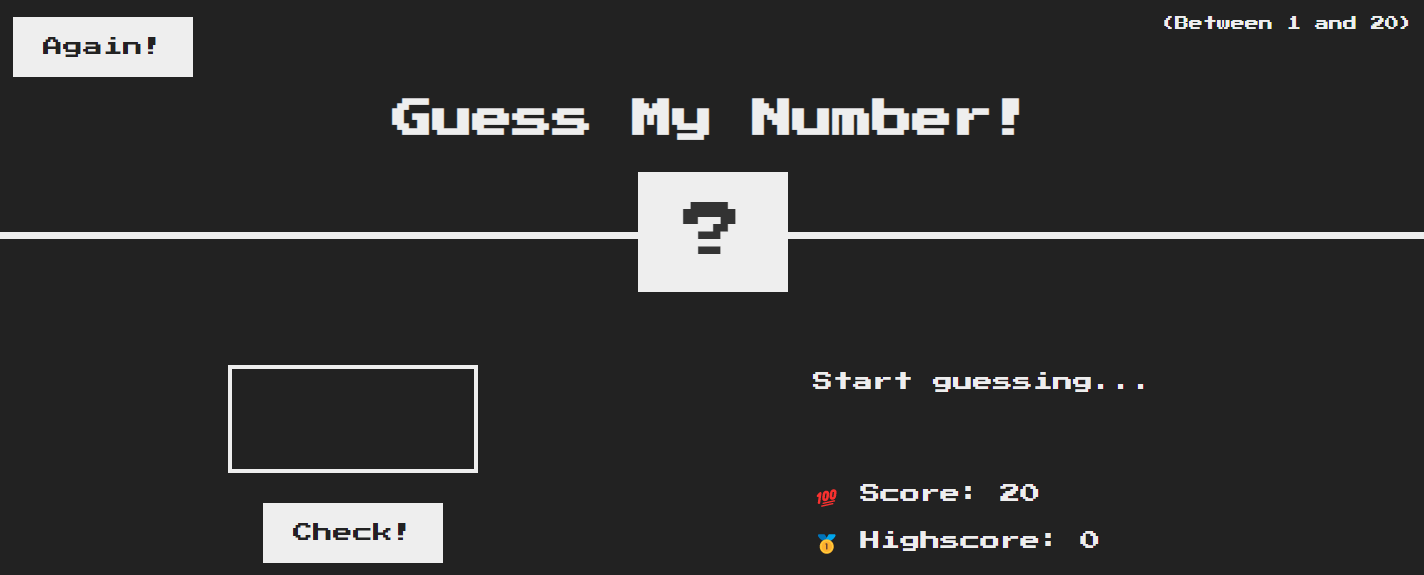 Again!
(Between 1 and 20)
Guess My Number!
?
Start guessing...
Check!
💯 Score: 20
🥇 Highscore: 0